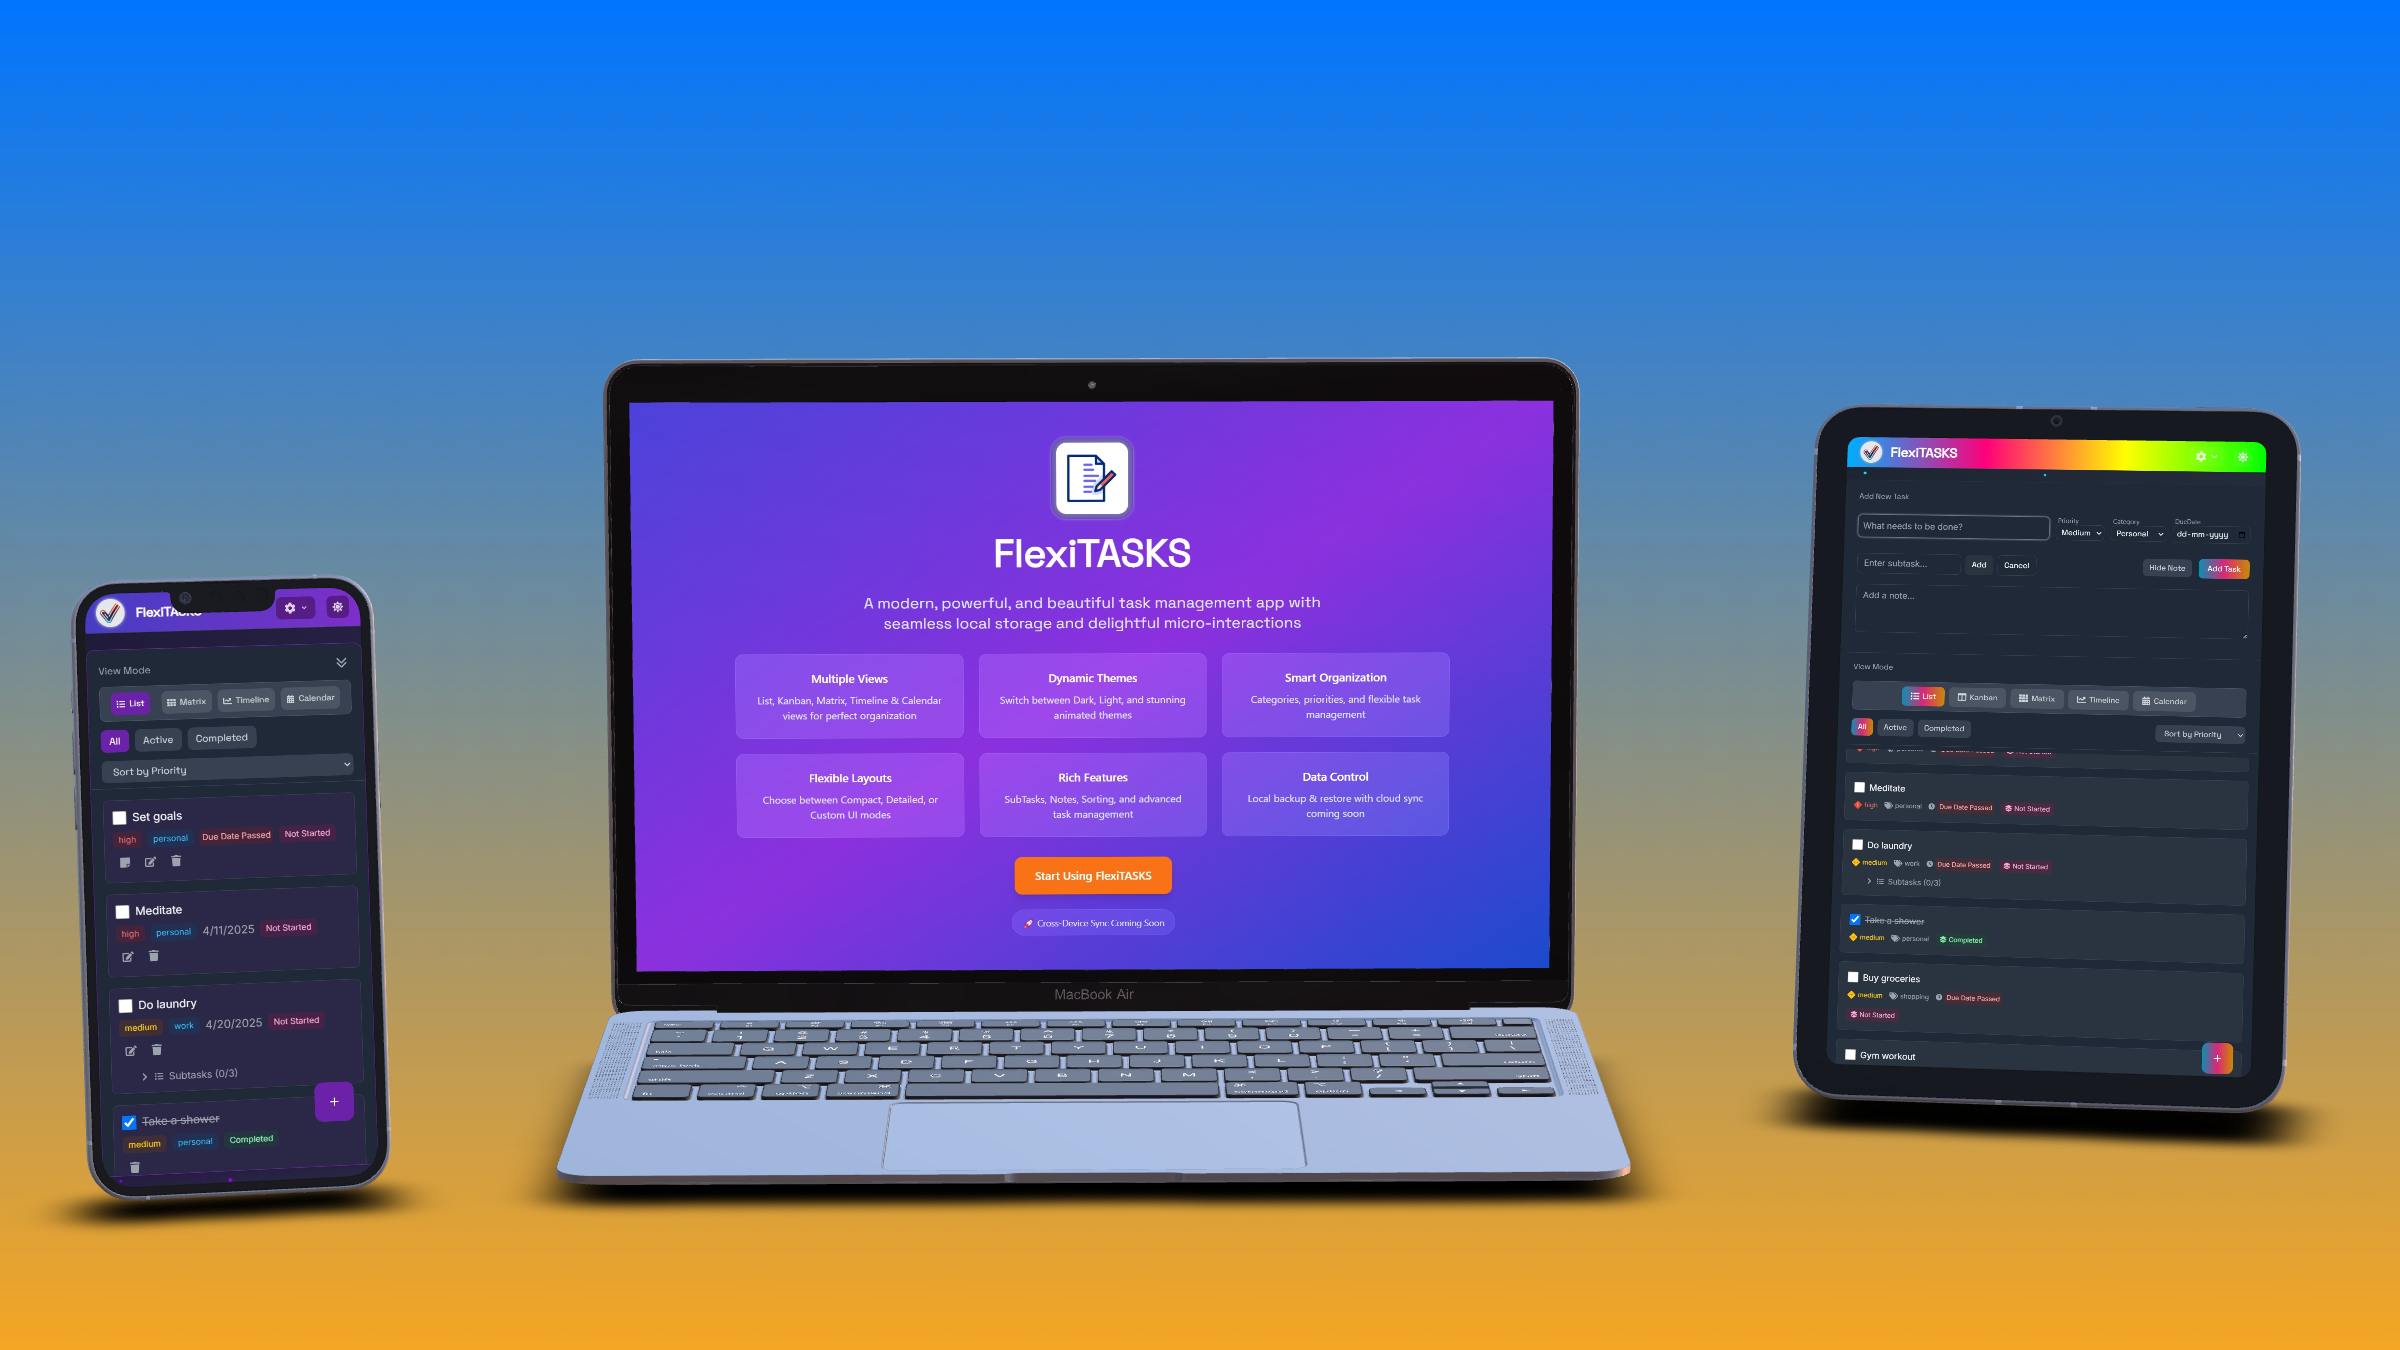 FlexiTASKS
View Mode
List
Matrix
Timeline
Calendar
All
Active
Completed
Sort by Priority
Set goals
high personal Due Date Passed Not Started
Meditate
high personal 4/11/2025 Not Started
Do laundry
medium work 4/20/2025 Not Started
Subtasks (0/3)
+
Take a shower
medium personal Completed
FlexiTASKS
A modern, powerful, and beautiful task management app with
seamless local storage and delightful micro-interactions
Multiple Views
List, Kanban, Matrix, Timeline & Calendar
views for perfect organization
Dynamic Themes
Switch between Dark, Light, and stunning
animated themes
Smart Organization
Categories, priorities, and flexible task
management
Flexible Layouts
Choose between Compact, Detailed, or
Custom UI modes
Rich Features
SubTasks, Notes, Sorting, and advanced
task management
Data Control
Local backup & restore with cloud sync
coming soon
Start Using FlexiTASKS
🚀 Cross-Device Sync Coming Soon
MacBook Air
Q W E R T Y U I O P
A S D F G H J K L
Z X C V B N M
FlexiTASKS
Add New Task
What needs to be done?
Priority
Medium
Category
Personal
DueDate
dd-mm-yyyy
Enter subtask...
Add
Cancel
Hide Note
Add Task
Add a note...
View Mode
List
Kanban
Matrix
Timeline
Calendar
All
Active
Completed
Sort by Priority
Meditate
high personal Due Date Passed Not Started
Do laundry
medium work Due Date Passed Not Started
Subtasks (0/3)
Take a shower
medium personal Completed
Buy groceries
medium shopping Due Date Passed
Not Started
Gym workout
+